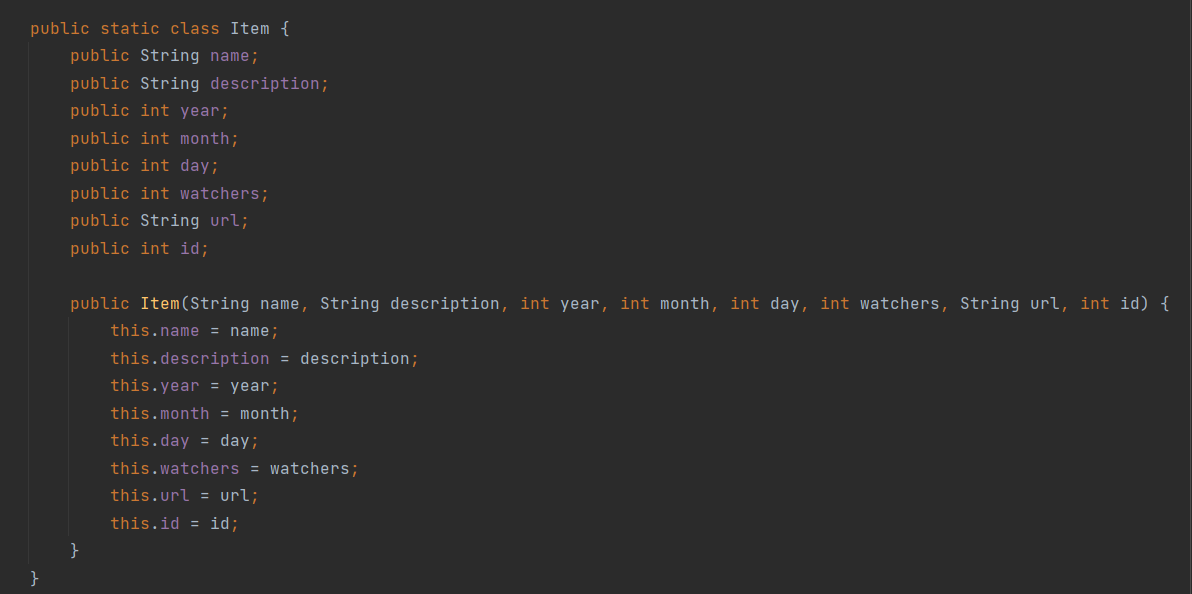 public static class Item {
public String name;
public String description;
public int year;
public int month;
public int day;
public int watchers;
public String url;
public int id;
public Item(String name, String description, int year, int month, int day, int watchers, String url, int id) {
this.name = name;
this.description = description;
this.year = year;
this.month = month;
this.day = day;
this.watchers = watchers;
this.url = url;
this.id = id;
}
}